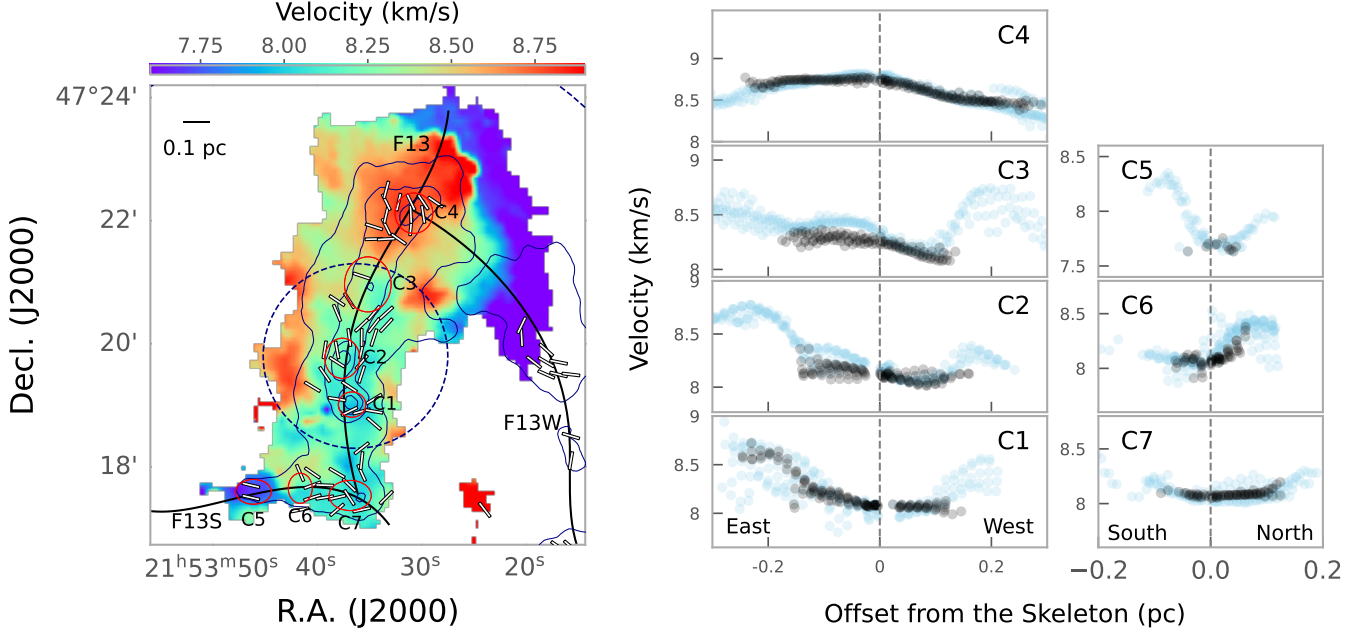 Velocity (km/s)
7.75 8.00 8.25 8.50 8.75
47°24'
22'
20'
18'
Decl. (J2000)
0.1 pc
F13
C4
C3
C2
C1
F13W
F13S
C5
C6
C7
21ʰ53ᵐ50ˢ 40ˢ 30ˢ 20ˢ
R.A. (J2000)
Velocity (km/s)
C4
9
8.5
8
C3
9
8.5
8
C2
9
8.5
8
C1
9
8.5
8
East West
-0.2 0 0.2
C5
8.5
8
7.5
C6
8.5
8
C7
8.5
8
South North
−0.2 0.0 0.2
Offset from the Skeleton (pc)